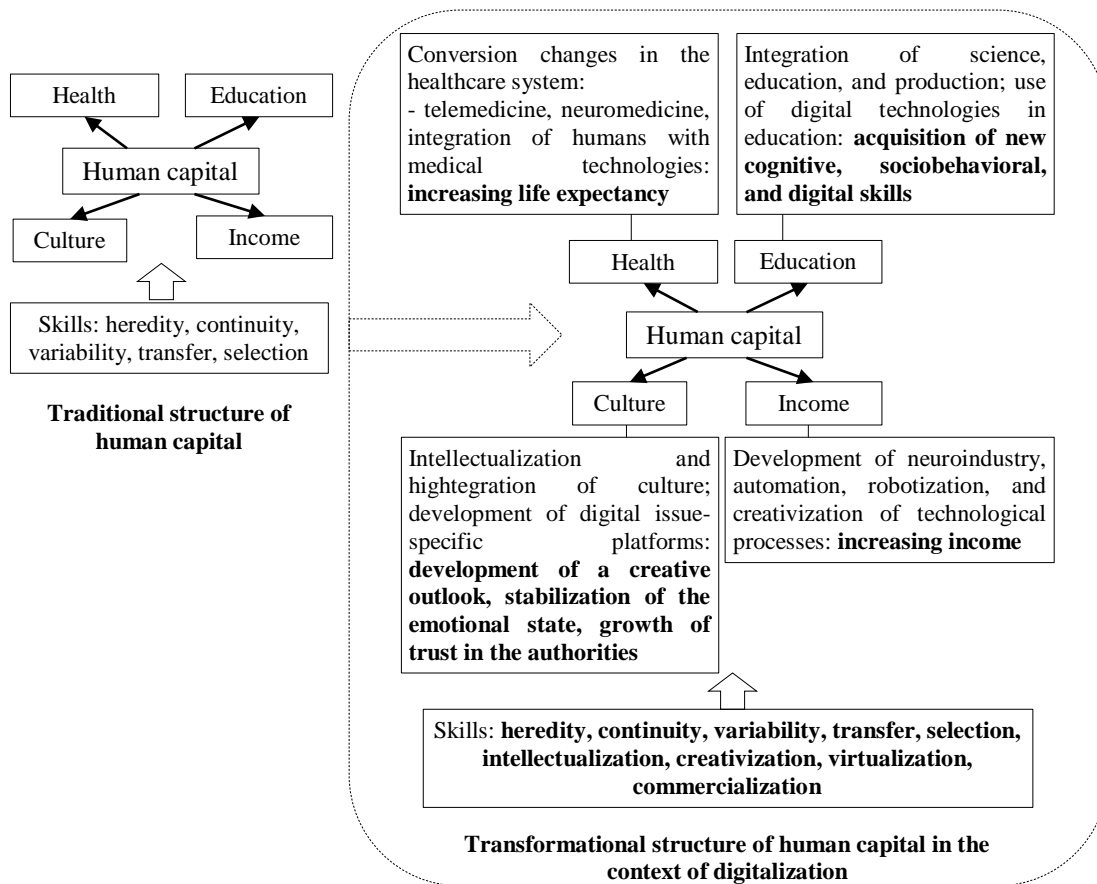 Health
Education
Human capital
Culture
Income
Skills: heredity, continuity,
variability, transfer, selection
Traditional structure of
human capital
Conversion changes in the
healthcare system:
- telemedicine, neuromedicine,
integration of humans with
medical technologies:
increasing life expectancy
Integration of science,
education, and production; use
of digital technologies in
education: acquisition of new
cognitive, sociobehavioral,
and digital skills
Health
Education
Human capital
Culture
Income
Intellectualization and
hightegration of culture;
development of digital issue-
specific platforms:
development of a creative
outlook, stabilization of the
emotional state, growth of
trust in the authorities
Development of neuroindustry,
automation, robotization, and
creativization of technological
processes: increasing income
Skills: heredity, continuity, variability, transfer, selection,
intellectualization, creativization, virtualization,
commercialization
Transformational structure of human capital in the
context of digitalization